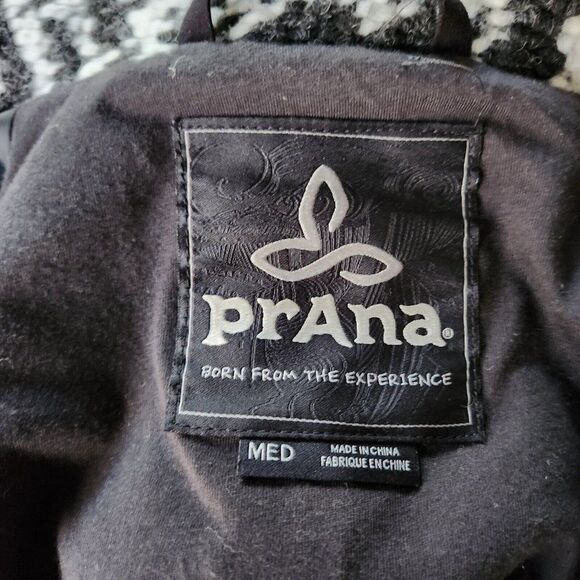 prAna®
BORN FROM THE EXPERIENCE
MED
MADE IN CHINA
FABRIQUE EN CHINE